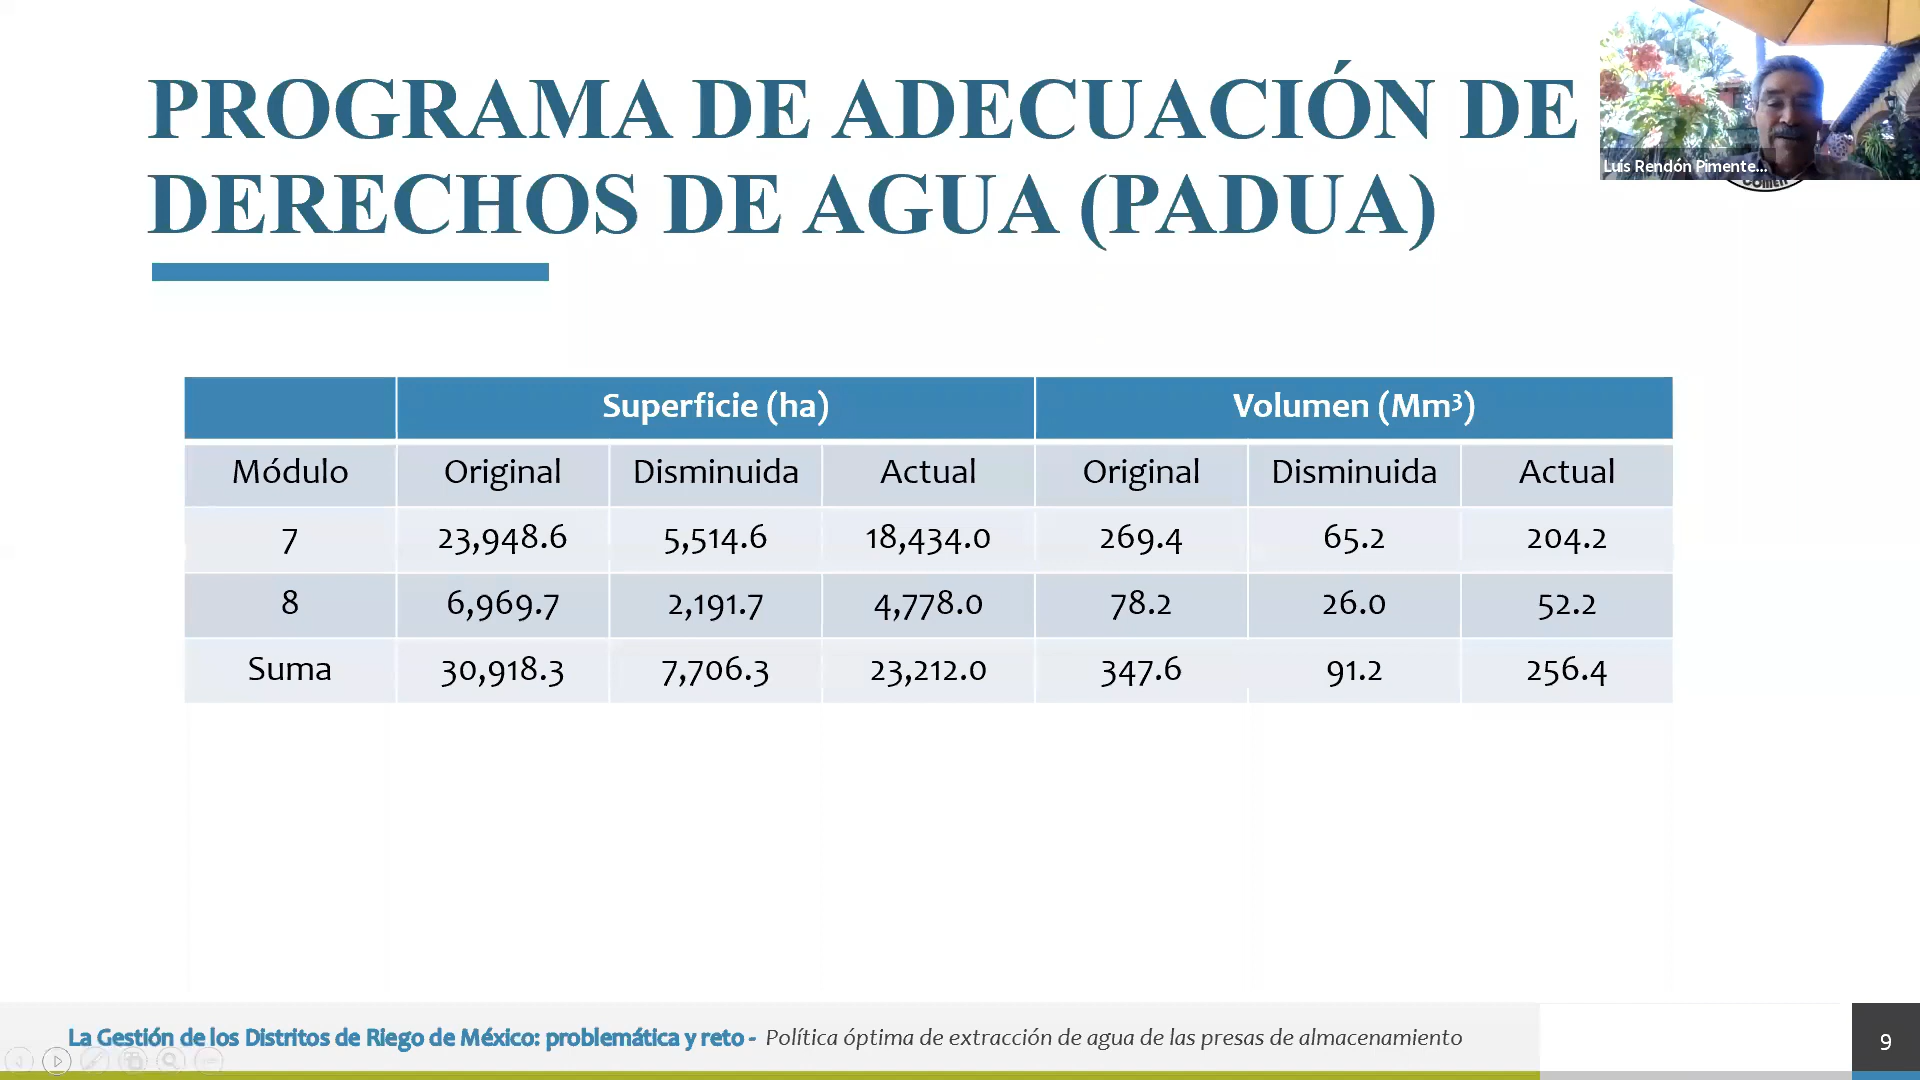 PROGRAMA DE ADECUACIÓN DE
DERECHOS DE AGUA (PADUA)
Luis Rendón Pimente...
COMEII
Superficie (ha) Volumen (Mm³)
Módulo Original Disminuida Actual Original Disminuida Actual
7 23,948.6 5,514.6 18,434.0 269.4 65.2 204.2
8 6,969.7 2,191.7 4,778.0 78.2 26.0 52.2
Suma 30,918.3 7,706.3 23,212.0 347.6 91.2 256.4
La Gestión de los Distritos de Riego de México: problemática y reto - Política óptima de extracción de agua de las presas de almacenamiento
9